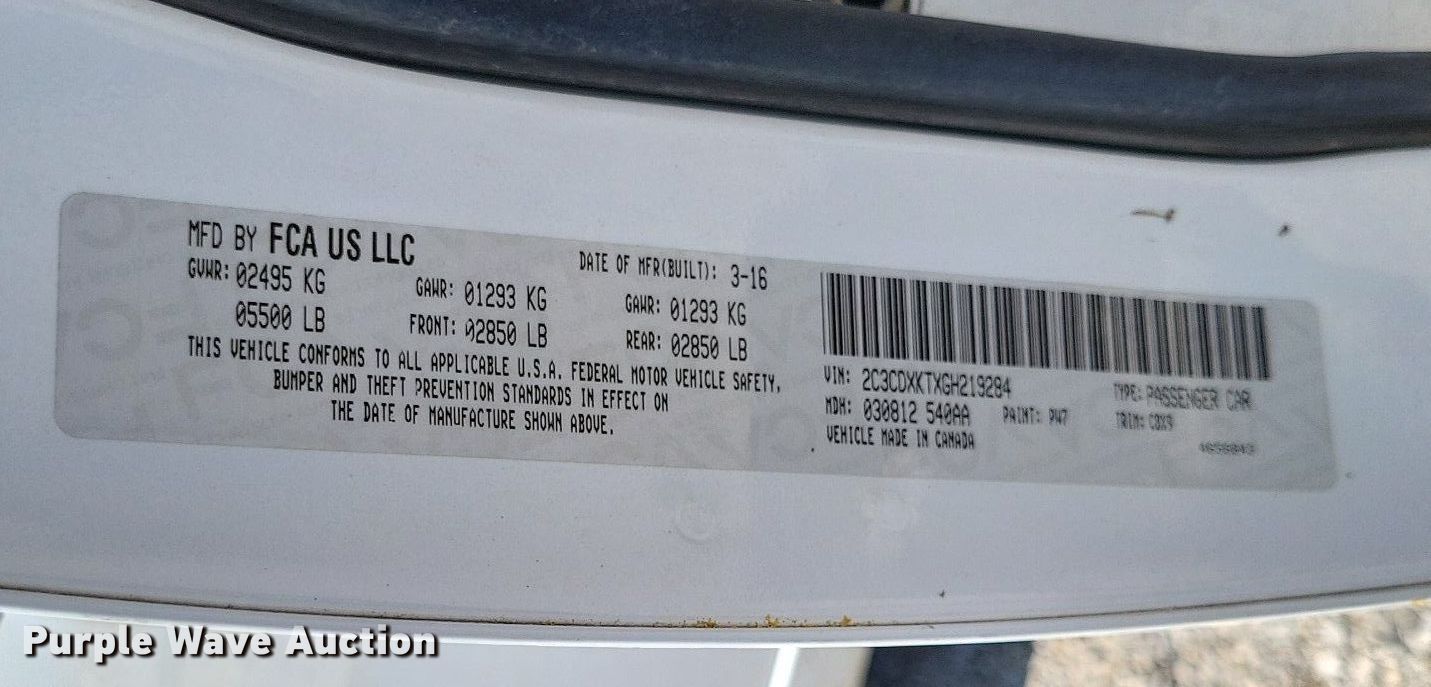 MFD BY FCA US LLC
DATE OF MFR(BUILT): 3-16
GVWR: 02495 KG
GAWR: 01293 KG
GAWR: 01293 KG
05500 LB
FRONT: 02850 LB
REAR: 02850 LB
THIS VEHICLE CONFORMS TO ALL APPLICABLE U.S.A. FEDERAL MOTOR VEHICLE SAFETY,
BUMPER AND THEFT PREVENTION STANDARDS IN EFFECT ON
THE DATE OF MANUFACTURE SHOWN ABOVE.
VIN: 2C3CDXKTXGH219284
TYPE: PASSENGER CAR
MDH: 030812 540AA
PAINT: PW7
TRIM: CDX9
VEHICLE MADE IN CANADA
Purple Wave Auction